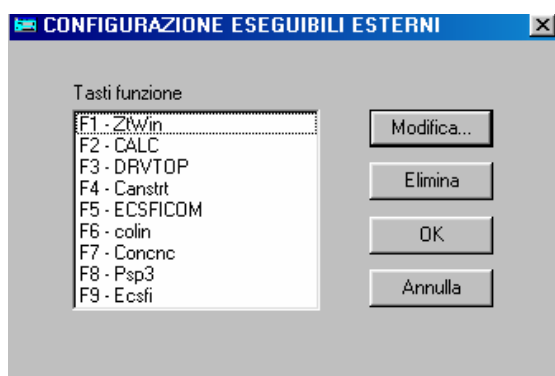 CONFIGURAZIONE ESEGUIBILI ESTERNI
Tasti funzione
F1 - ZtWin
F2 - CALC
F3 - DRVTOP
F4 - Canstrt
F5 - ECSFICOM
F6 - colin
F7 - Concnc
F8 - Psp3
F9 - Ecsfi
Modifica...
Elimina
OK
Annulla